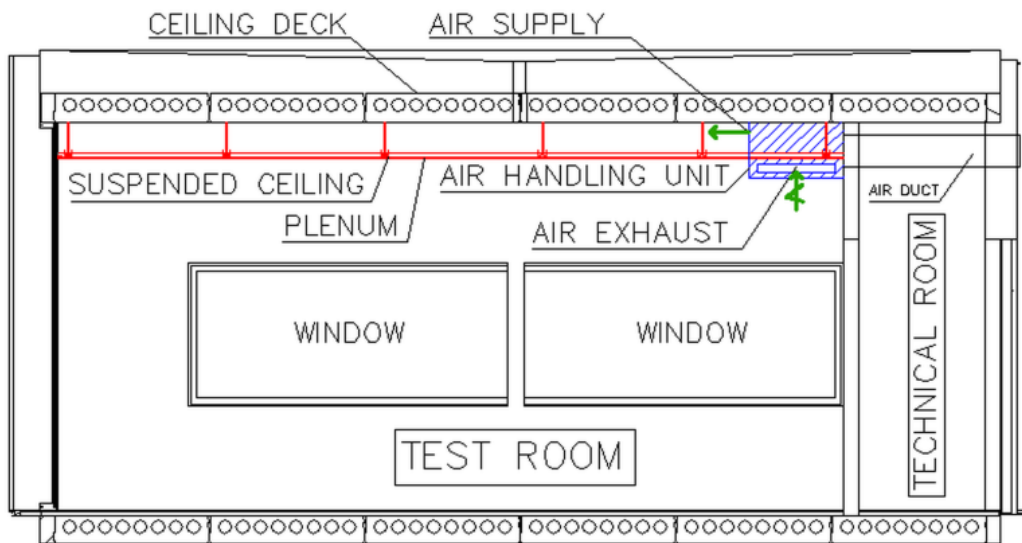 CEILING DECK
AIR SUPPLY
SUSPENDED CEILING
AIR HANDLING UNIT
AIR DUCT
PLENUM
AIR EXHAUST
WINDOW
WINDOW
TECHNICAL ROOM
TEST ROOM